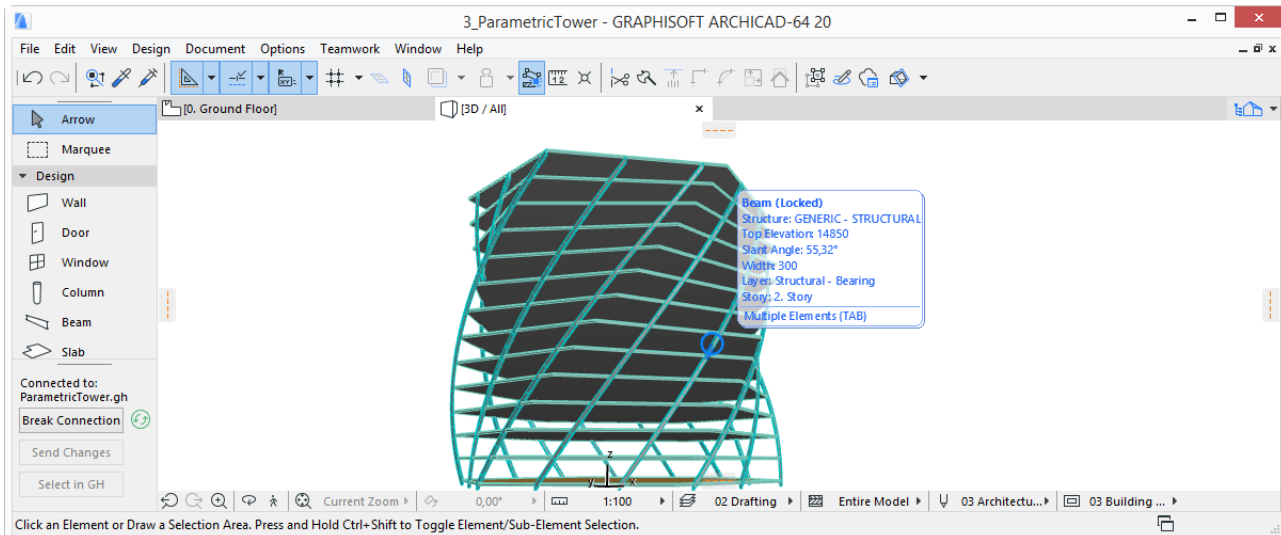 3_ParametricTower - GRAPHISOFT ARCHICAD-64 20
File Edit View Design Document Options Teamwork Window Help
[0. Ground Floor]
[3D / All]
Arrow
Marquee
Design
Wall
Door
Window
Column
Beam
Slab
Connected to:
ParametricTower.gh
Break Connection
Send Changes
Select in GH
Beam (Locked)
Structure: GENERIC - STRUCTURAL
Top Elevation: 14850
Slant Angle: 55,32°
Width: 300
Layer: Structural - Bearing
Story: 2. Story
Multiple Elements (TAB)
z
y x
Current Zoom 0,00° 1:100 02 Drafting Entire Model 03 Architectu... 03 Building ...
Click an Element or Draw a Selection Area. Press and Hold Ctrl+Shift to Toggle Element/Sub-Element Selection.